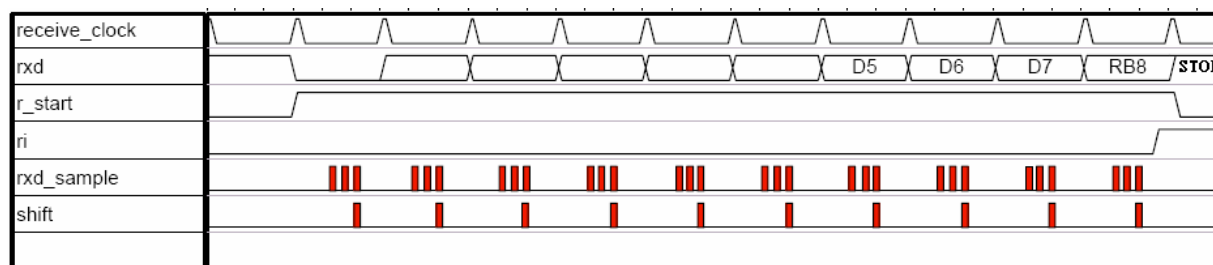 receive_clock
rxd D5 D6 D7 RB8
r_start
ri
rxd_sample
shift